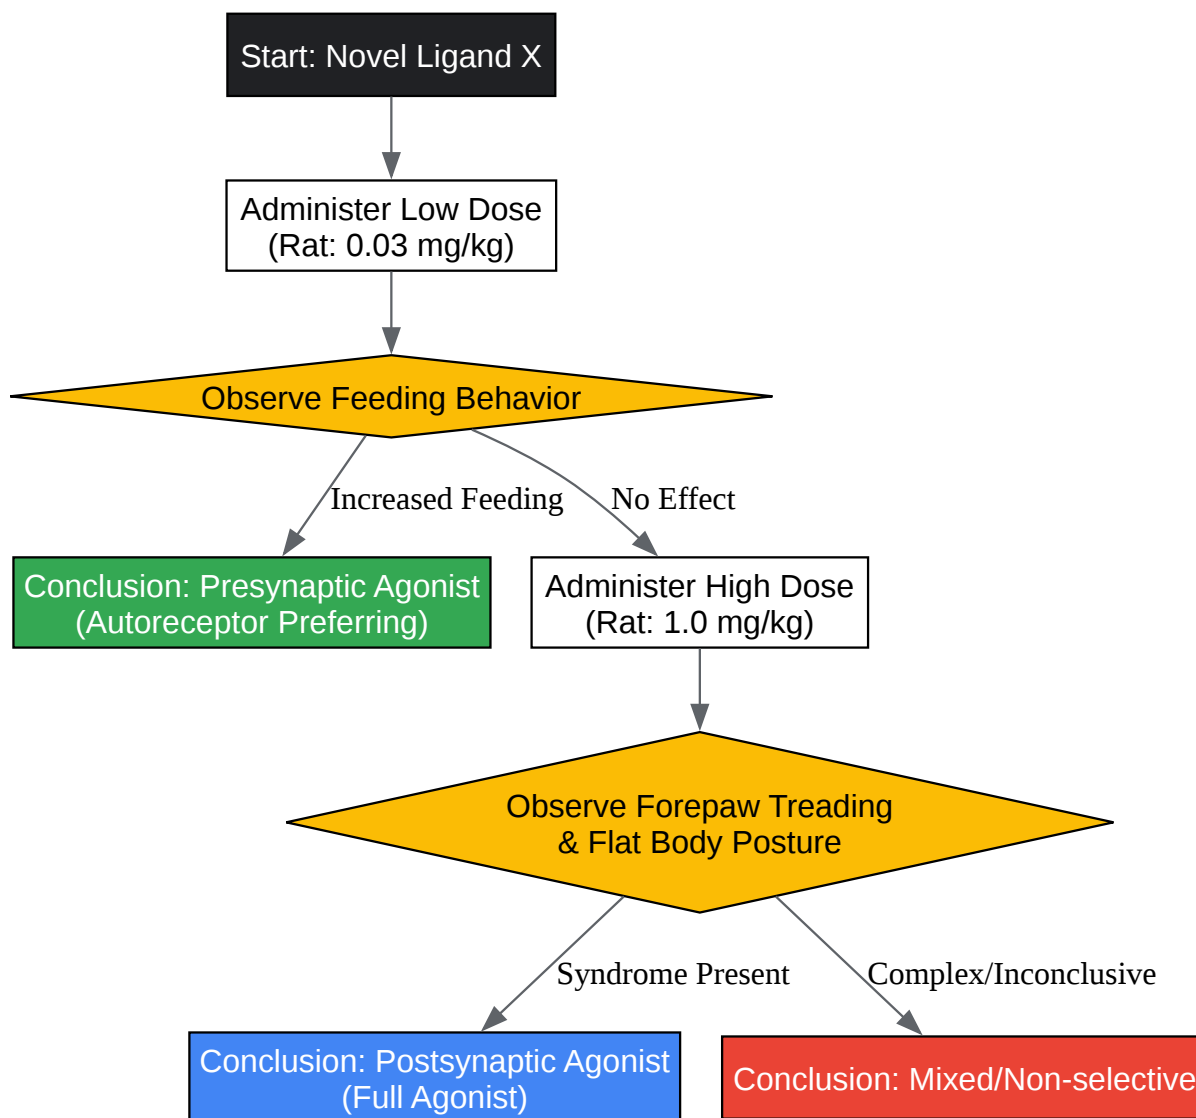 Start: Novel Ligand X
Administer Low Dose
(Rat: 0.03 mg/kg)
Observe Feeding Behavior
Increased Feeding
No Effect
Conclusion: Presynaptic Agonist
(Autoreceptor Preferring)
Administer High Dose
(Rat: 1.0 mg/kg)
Observe Forepaw Treading
& Flat Body Posture
Syndrome Present
Complex/Inconclusive
Conclusion: Postsynaptic Agonist
(Full Agonist)
Conclusion: Mixed/Non-selective